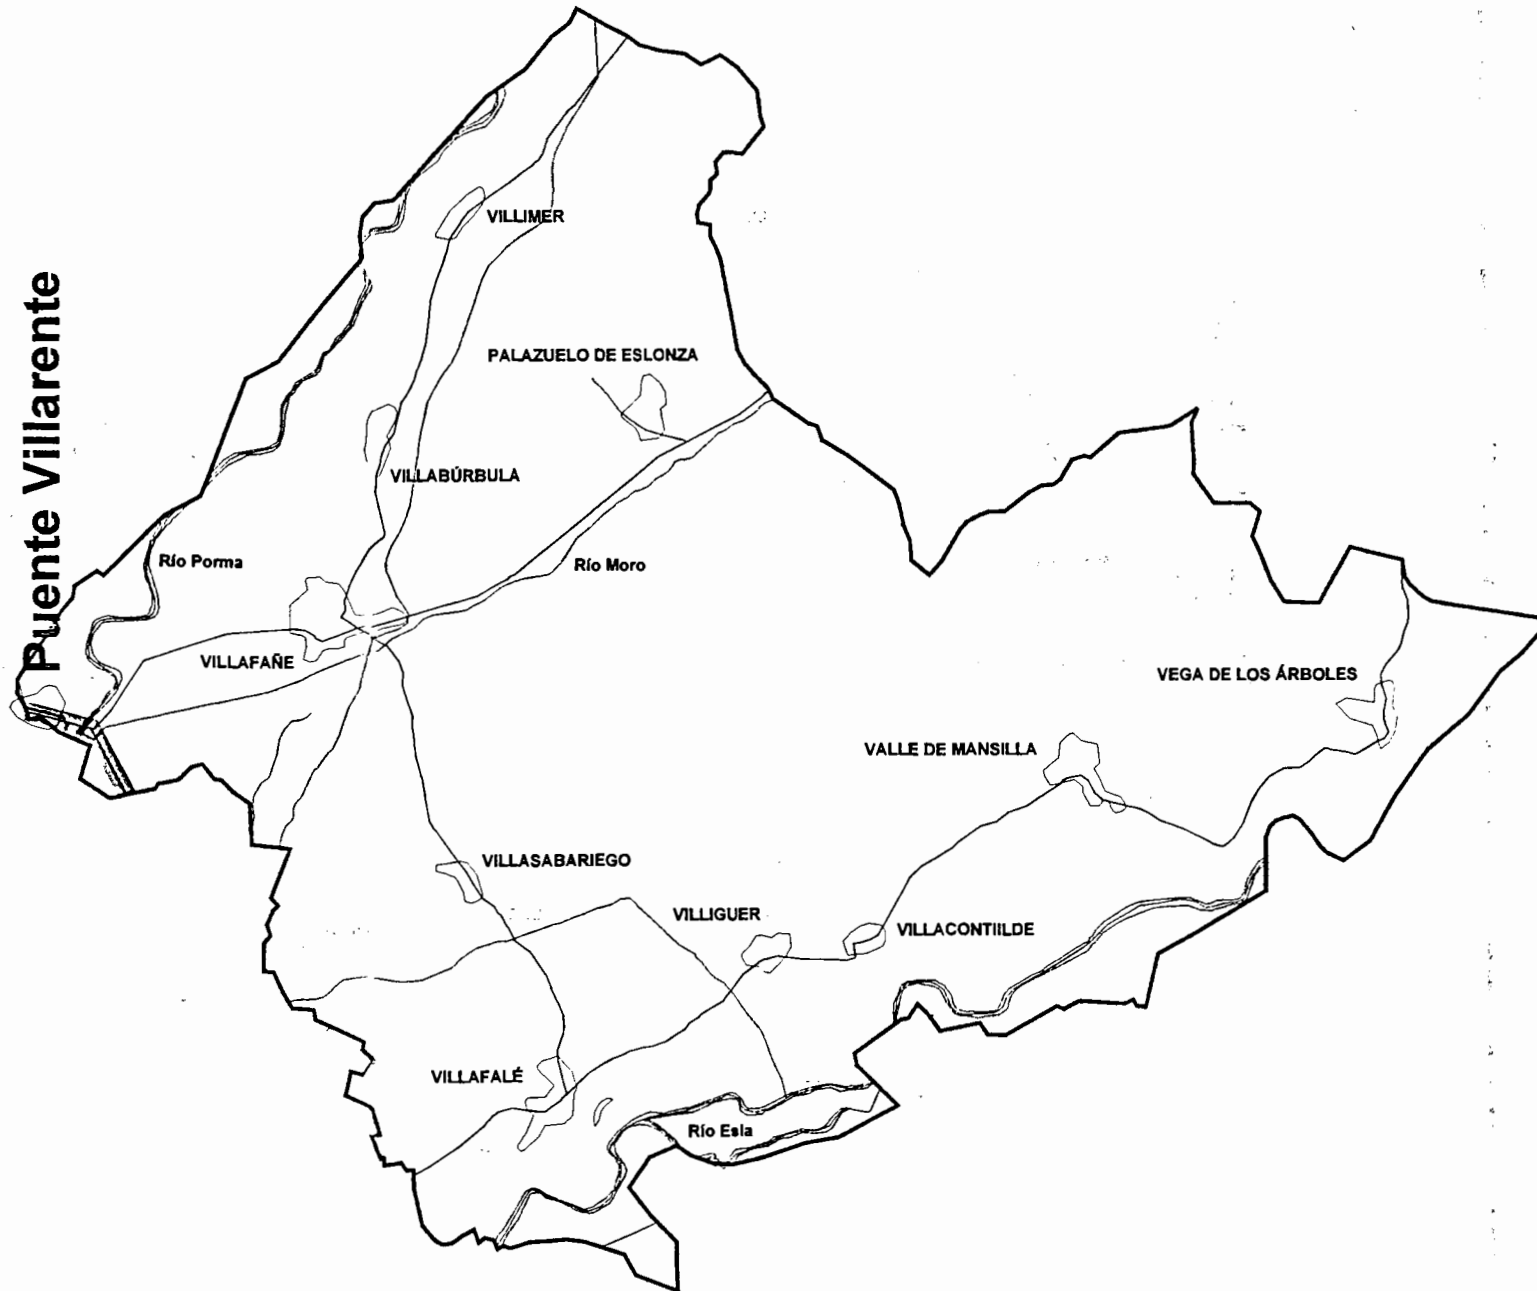 Puente Villarente
VILLIMER
PALAZUELO DE ESLONZA
VILLABÚRBULA
Río Porma
Río Moro
VILLAFAÑE
VEGA DE LOS ÁRBOLES
VALLE DE MANSILLA
VILLASABARIEGO
VILLIGUER
VILLACONTIILDE
VILLAFALÉ
Río Esla